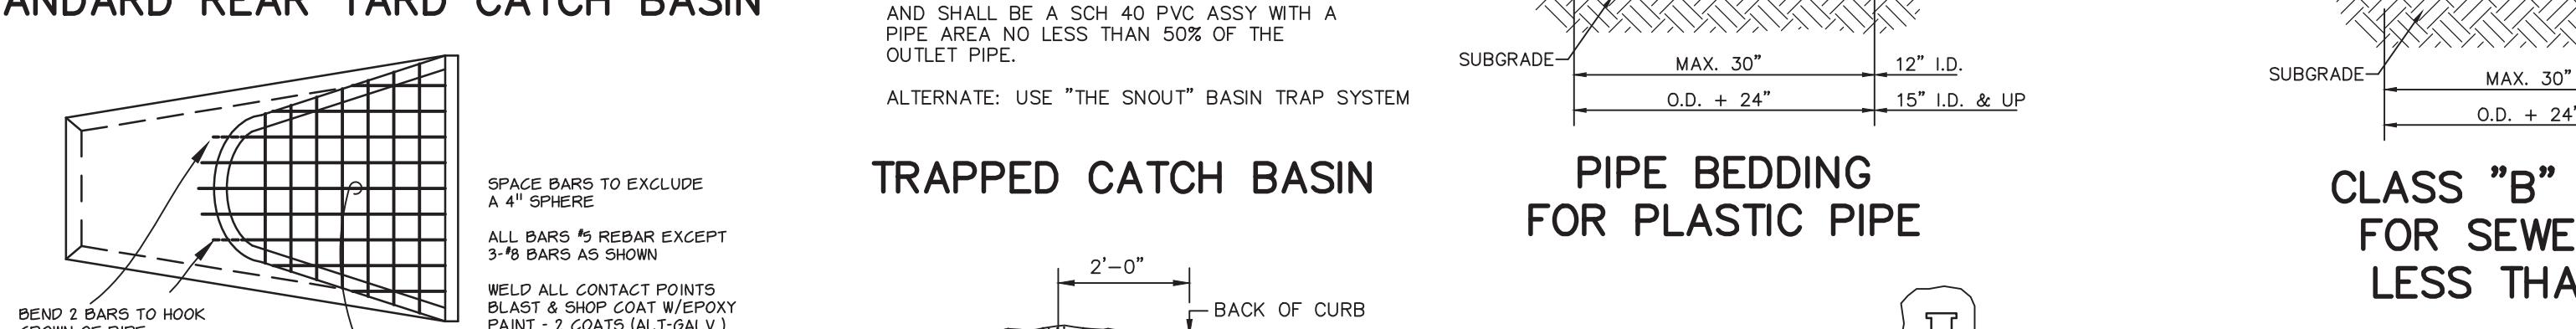 ANDARD REAR YARD CATCH BASIN
SPACE BARS TO EXCLUDE
A 4" SPHERE
ALL BARS #5 REBAR EXCEPT
3-#8 BARS AS SHOWN
WELD ALL CONTACT POINTS
BLAST & SHOP COAT W/EPOXY
PAINT - 2 COATS (ALT-GALV.)
BEND 2 BARS TO HOOK
CROWN OF PIPE
AND SHALL BE A SCH 40 PVC ASSY WITH A
PIPE AREA NO LESS THAN 50% OF THE
OUTLET PIPE.
ALTERNATE: USE "THE SNOUT" BASIN TRAP SYSTEM
TRAPPED CATCH BASIN
2'-0"
BACK OF CURB
SUBGRADE
MAX. 30"
12" I.D.
O.D. + 24"
15" I.D. & UP
PIPE BEDDING
FOR PLASTIC PIPE
SUBGRADE
MAX. 30"
O.D. + 24"
CLASS "B"
FOR SEWE
LESS THA